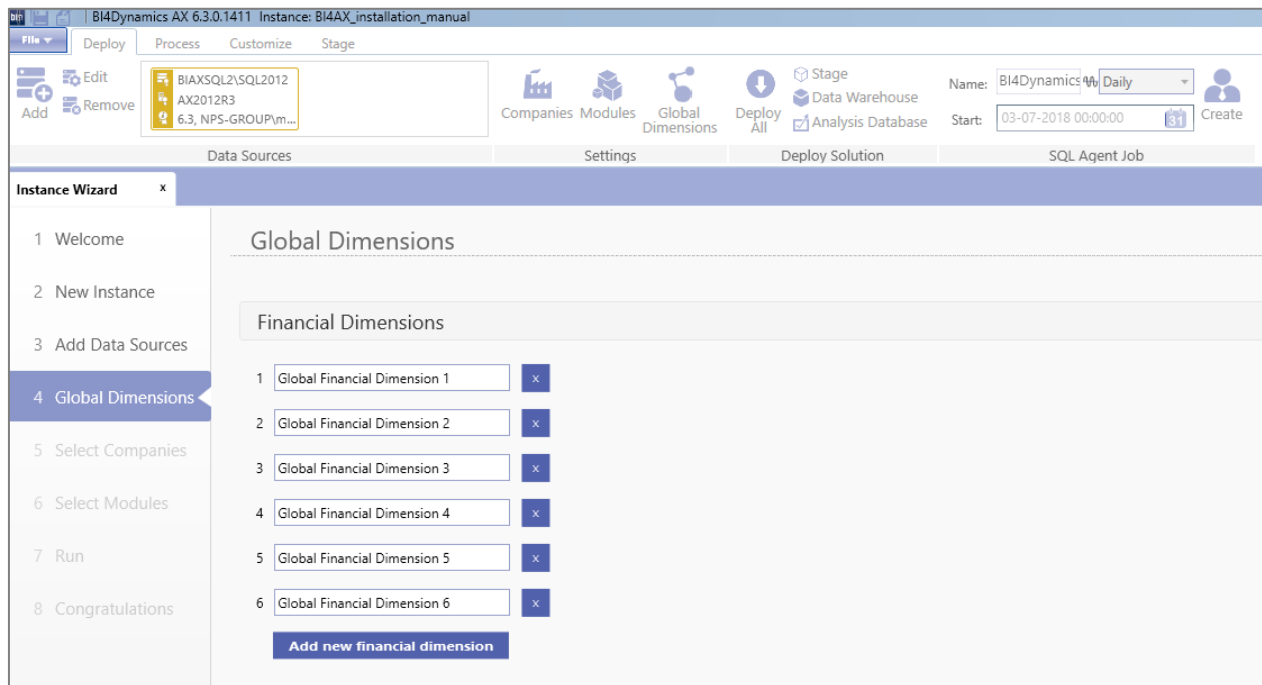 BI4Dynamics AX 6.3.0.1411 Instance: BI4AX_installation_manual
File Deploy Process Customize Stage
Add
Edit
Remove
BIAXSQL2\SQL2012
AX2012R3
6.3, NPS-GROUP\m...
Data Sources
Companies Modules Global Dimensions
Settings
Deploy All
Stage
Data Warehouse
Analysis Database
Deploy Solution
Name: BI4Dynamics Daily
Start: 03-07-2018 00:00:00 31
Create
SQL Agent Job
Instance Wizard x
1 Welcome
2 New Instance
3 Add Data Sources
4 Global Dimensions
5 Select Companies
6 Select Modules
7 Run
8 Congratulations
Global Dimensions
Financial Dimensions
1 Global Financial Dimension 1 x
2 Global Financial Dimension 2 x
3 Global Financial Dimension 3 x
4 Global Financial Dimension 4 x
5 Global Financial Dimension 5 x
6 Global Financial Dimension 6 x
Add new financial dimension